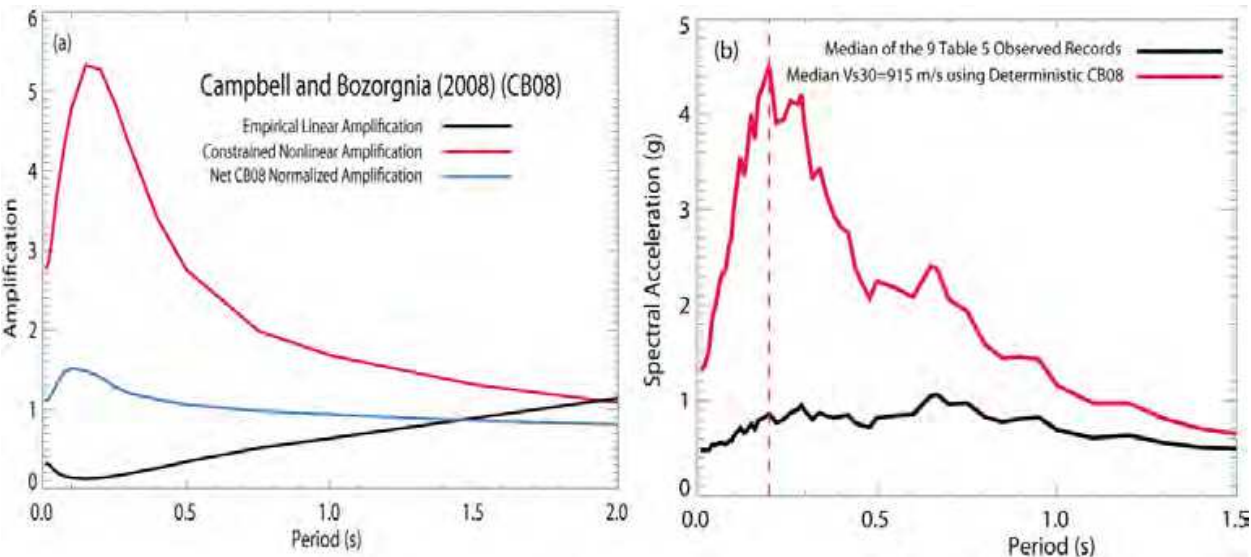 (a)
Campbell and Bozorgnia (2008) (CB08)
Empirical Linear Amplification
Constrained Nonlinear Amplification
Net CB08 Normalized Amplification
Amplification
6
5
4
3
2
1
0
0.0 0.5 1.0 1.5 2.0
Period (s)
(b)
Median of the 9 Table 5 Observed Records
Median Vs30=915 m/s using Deterministic CB08
Spectral Acceleration (g)
5
4
3
2
1
0
0.0 0.5 1.0 1.5
Period (s)